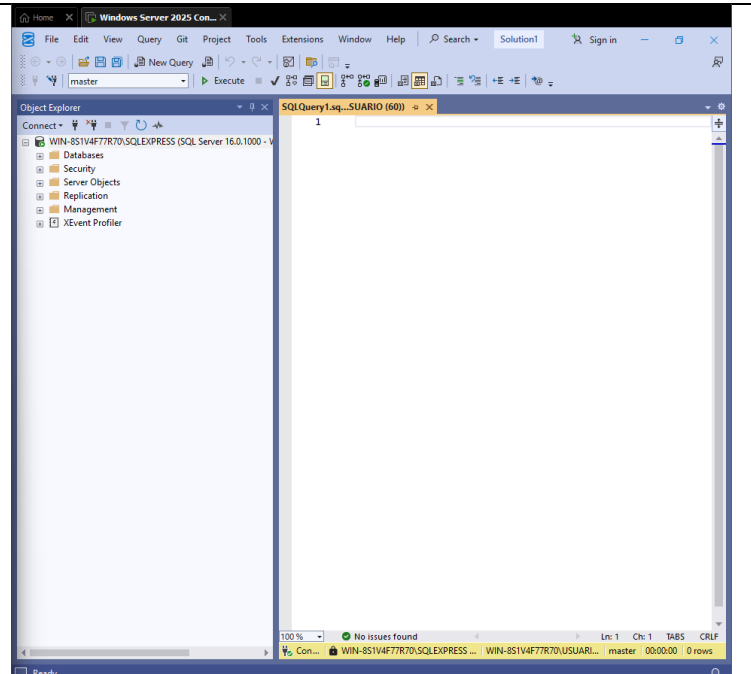 Home
Windows Server 2025 Con...
File Edit View Query Git Project Tools Extensions Window Help Search Solution1 Sign in
New Query
master Execute
Object Explorer
SQLQuery1.sq...SUARIO (60))
Connect
1
WIN-8S1V4F77R70\SQLEXPRESS (SQL Server 16.0.1000 - V
Databases
Security
Server Objects
Replication
Management
XEvent Profiler
100 % No issues found Ln: 1 Ch: 1 TABS CRLF
Con... WIN-8S1V4F77R70\SQLEXPRESS ... WIN-8S1V4F77R70\USUARI... master 00:00:00 0 rows
Ready